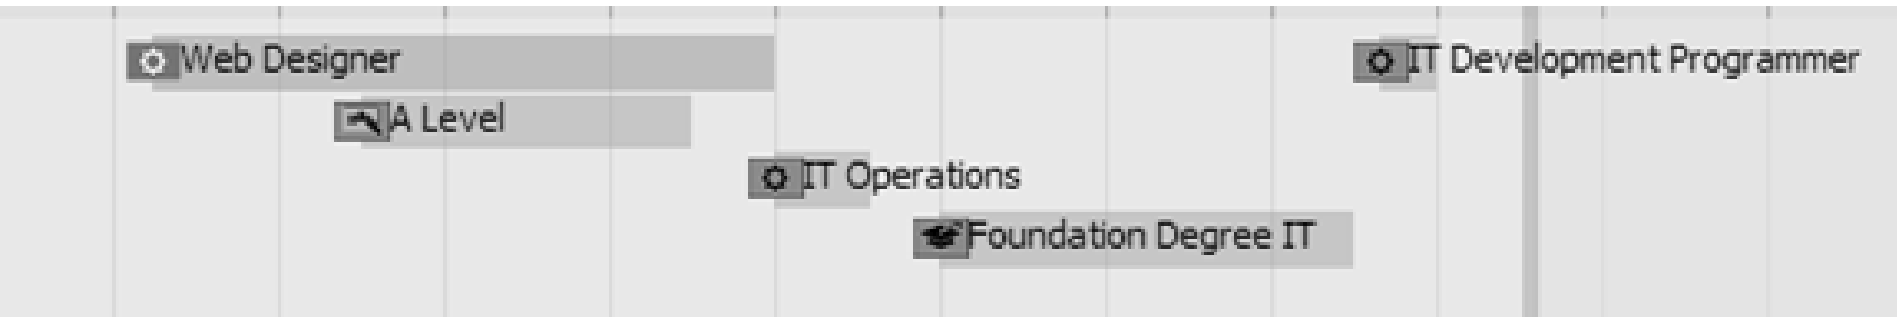 Web Designer
IT Development Programmer
A Level
IT Operations
Foundation Degree IT